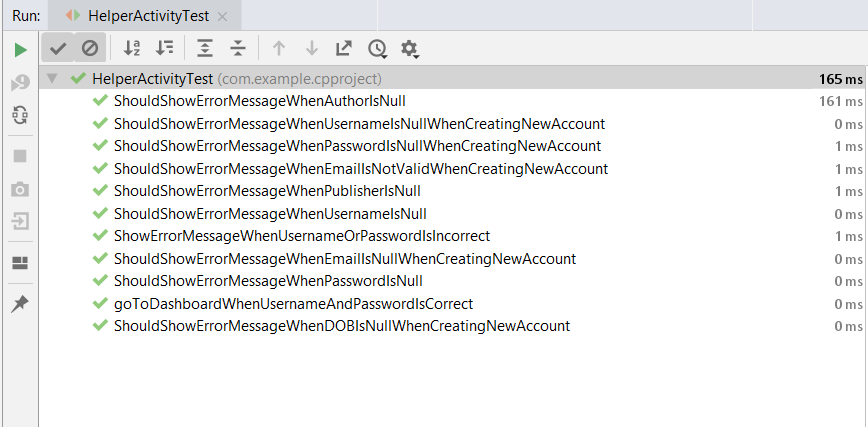 Run: HelperActivityTest
HelperActivityTest (com.example.cpproject) 165 ms
ShouldShowErrorMessageWhenAuthorIsNull 161 ms
ShouldShowErrorMessageWhenUsernameIsNullWhenCreatingNewAccount 0 ms
ShouldShowErrorMessageWhenPasswordIsNullWhenCreatingNewAccount 1 ms
ShouldShowErrorMessageWhenEmailIsNotValidWhenCreatingNewAccount 1 ms
ShouldShowErrorMessageWhenPublisherIsNull 1 ms
ShouldShowErrorMessageWhenUsernameIsNull 0 ms
ShowErrorMessageWhenUsernameOrPasswordIsIncorrect 1 ms
ShouldShowErrorMessageWhenEmailIsNullWhenCreatingNewAccount 0 ms
ShouldShowErrorMessageWhenPasswordIsNull 0 ms
goToDashboardWhenUsernameAndPasswordIsCorrect 0 ms
ShouldShowErrorMessageWhenDOBIsNullWhenCreatingNewAccount 0 ms